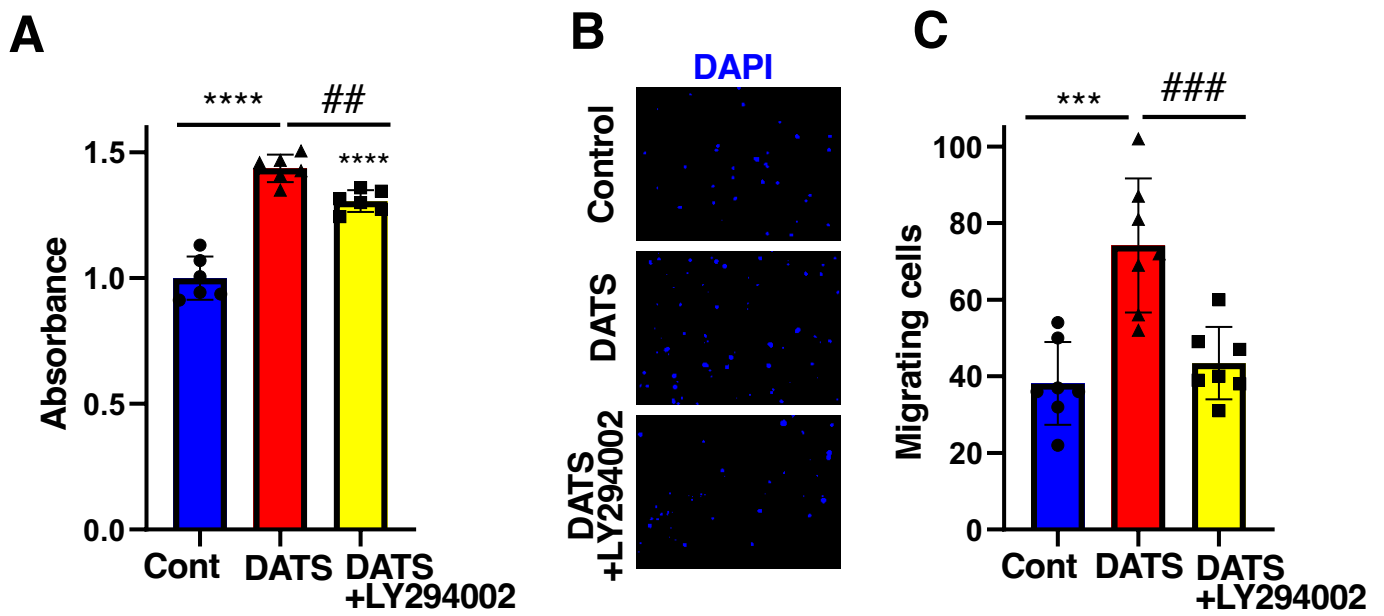 A
****
##
1.5
****
1.0
0.5
0.0
Absorbance
Cont
DATS
DATS
+LY294002
B
DAPI
Control
DATS
DATS
+LY294002
C
***
###
100
80
60
40
20
0
Migrating cells
Cont
DATS
DATS
+LY294002